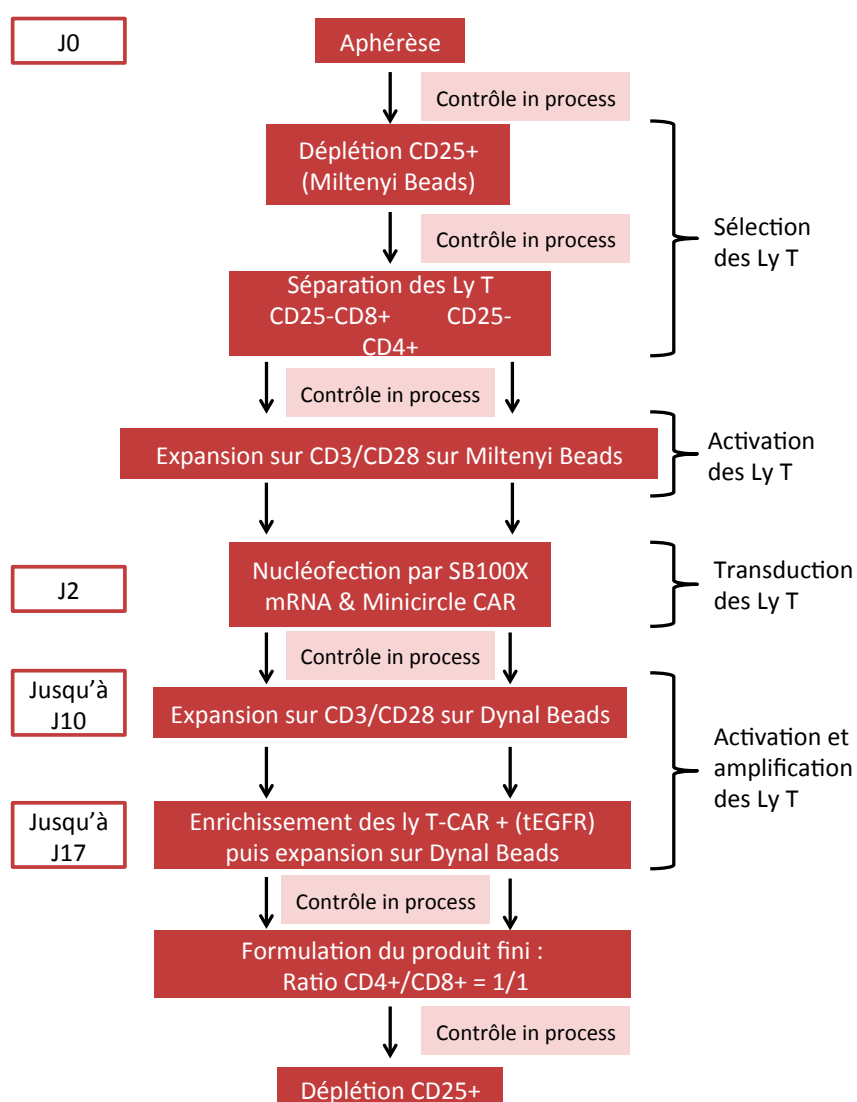 J0
Aphérèse
Contrôle in process
Déplétion CD25+
(Miltenyi Beads)
Contrôle in process
Sélection
des Ly T
Séparation des Ly T
CD25-CD8+ CD25-
CD4+
Contrôle in process
Expansion sur CD3/CD28 sur Miltenyi Beads
Activation
des Ly T
J2
Nucléofection par SB100X
mRNA & Minicircle CAR
Transduction
des Ly T
Contrôle in process
Jusqu’à
J10
Expansion sur CD3/CD28 sur Dynal Beads
Activation et
amplification
des Ly T
Jusqu’à
J17
Enrichissement des ly T-CAR + (tEGFR)
puis expansion sur Dynal Beads
Contrôle in process
Formulation du produit fini :
Ratio CD4+/CD8+ = 1/1
Contrôle in process
Déplétion CD25+